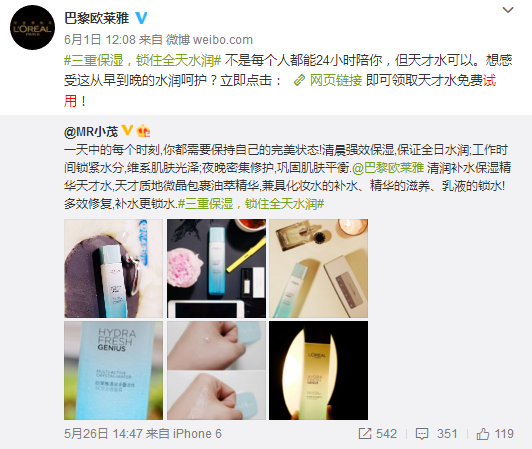 L'ORÉAL
PARIS
巴黎欧莱雅
6月1日 12:08 来自 微博 weibo.com
#三重保湿，锁住全天水润# 不是每个人都能24小时陪你，但天才水可以。想感
受这从早到晚的水润呵护？立即点击： 网页链接 即可领取天才水免费试
用！
@MR小茂
一天中的每个时刻,你都需要保持自己的完美状态!清晨强效保湿,保证全日水润;工作时
间锁紧水分,维系肌肤光泽;夜晚密集修护,巩固肌肤平衡.@巴黎欧莱雅 清润补水保湿精
华天才水,天才质地微晶包裹油萃精华,兼具化妆水的补水、精华的滋养、乳液的锁水!
多效修复,补水更锁水.#三重保湿，锁住全天水润#
HYDRA
FRESH
GENIUS
MULTI-ACTIVE
CRYSTAL-WATER
L'ORÉAL
HYDRA
FRESH
GENIUS
5月26日 14:47 来自 iPhone 6
542
351
119